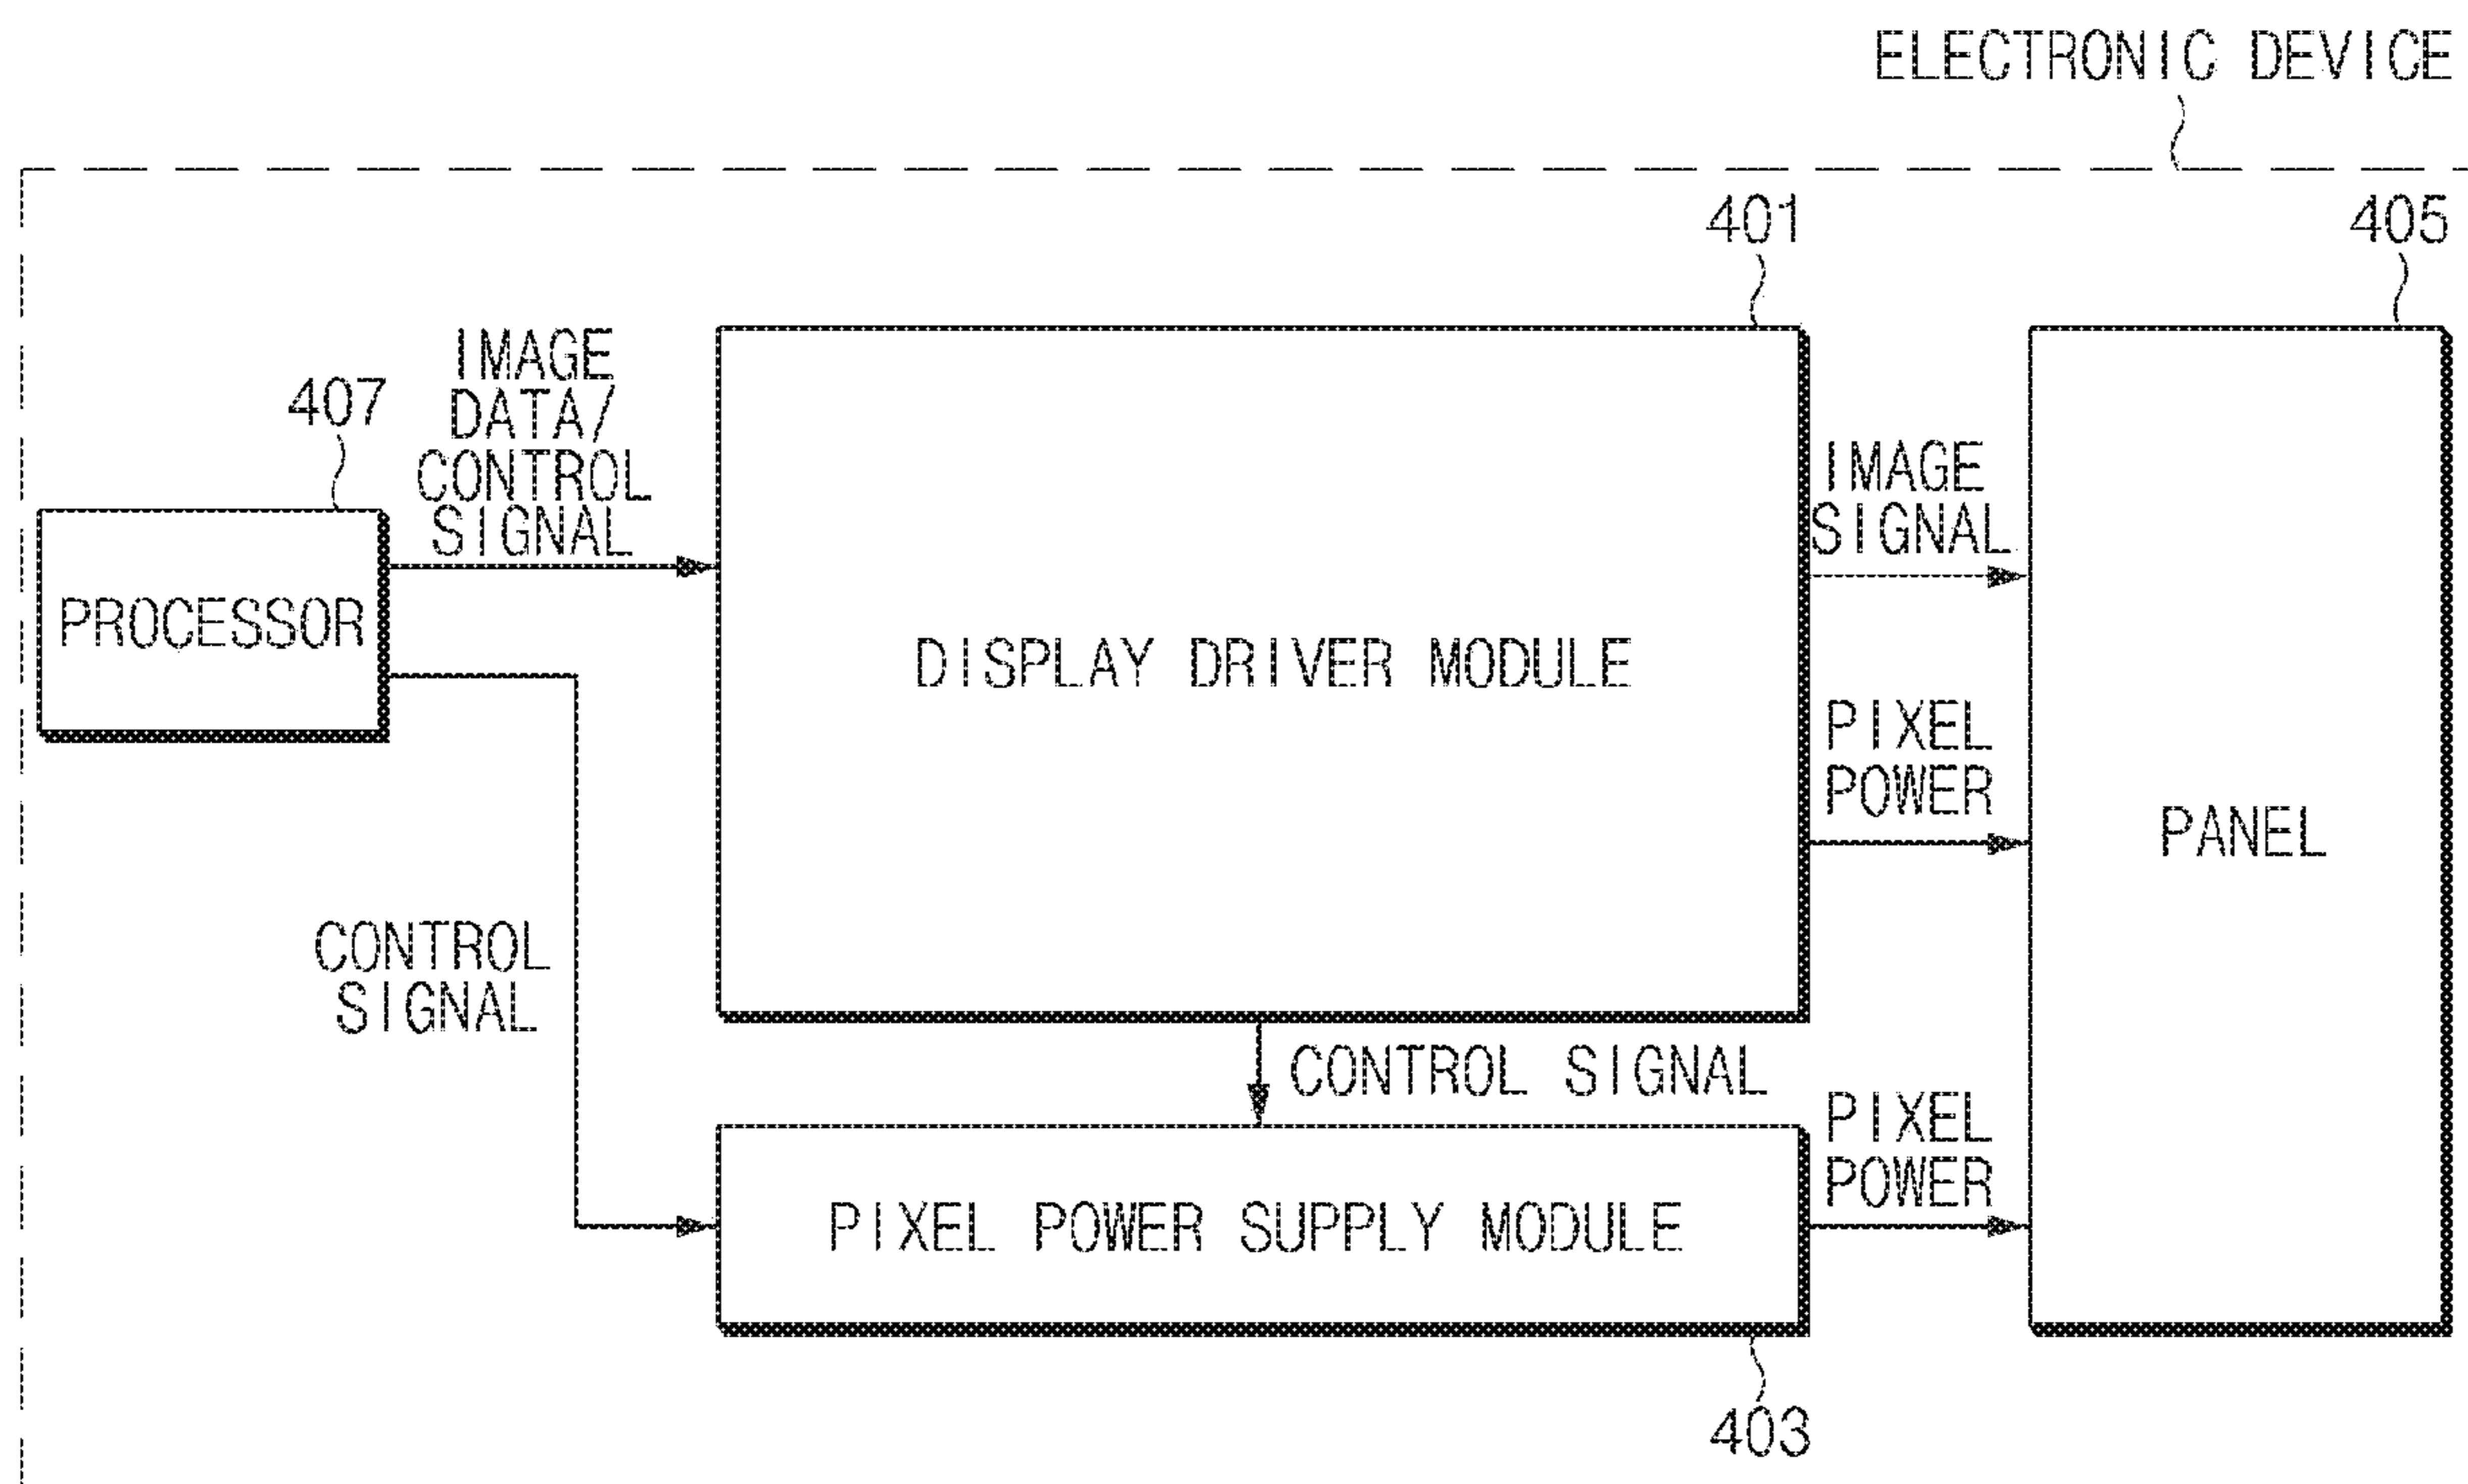 ELECTRONIC DEVICE
401
405
407
IMAGE
DATA/
CONTROL
SIGNAL
IMAGE
SIGNAL
PROCESSOR
DISPLAY DRIVER MODULE
PIXEL
POWER
PANEL
CONTROL
SIGNAL
CONTROL SIGNAL
PIXEL
POWER
PIXEL POWER SUPPLY MODULE
403